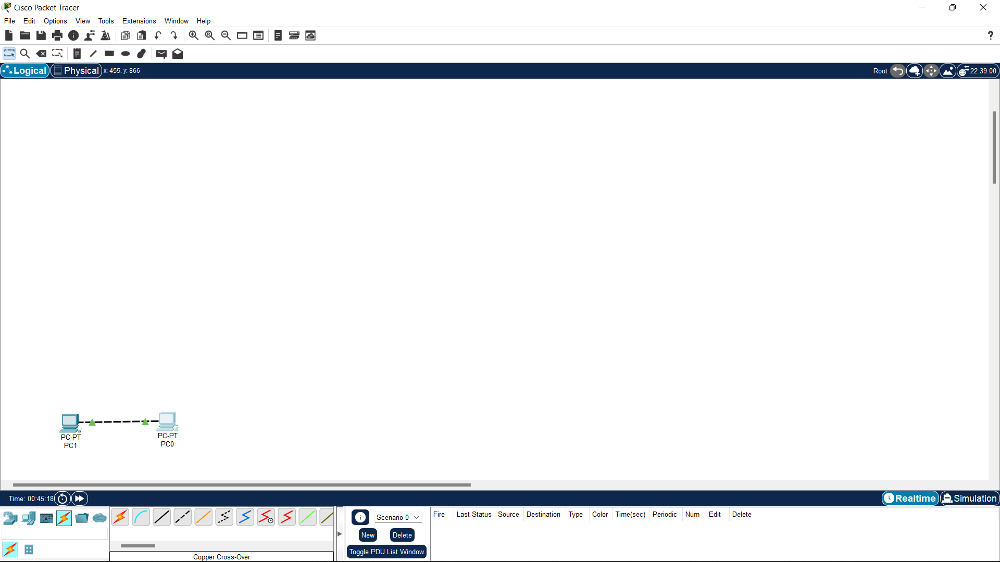 Cisco Packet Tracer
File Edit Options View Tools Extensions Window Help
Logical Physical x: 455, y: 866 Root 22:39:00
PC-PT
PC1
PC-PT
PC0
Time: 00:45:18 Realtime Simulation
Scenario 0
New Delete
Toggle PDU List Window
Fire Last Status Source Destination Type Color Time(sec) Periodic Num Edit Delete
Copper Cross-Over